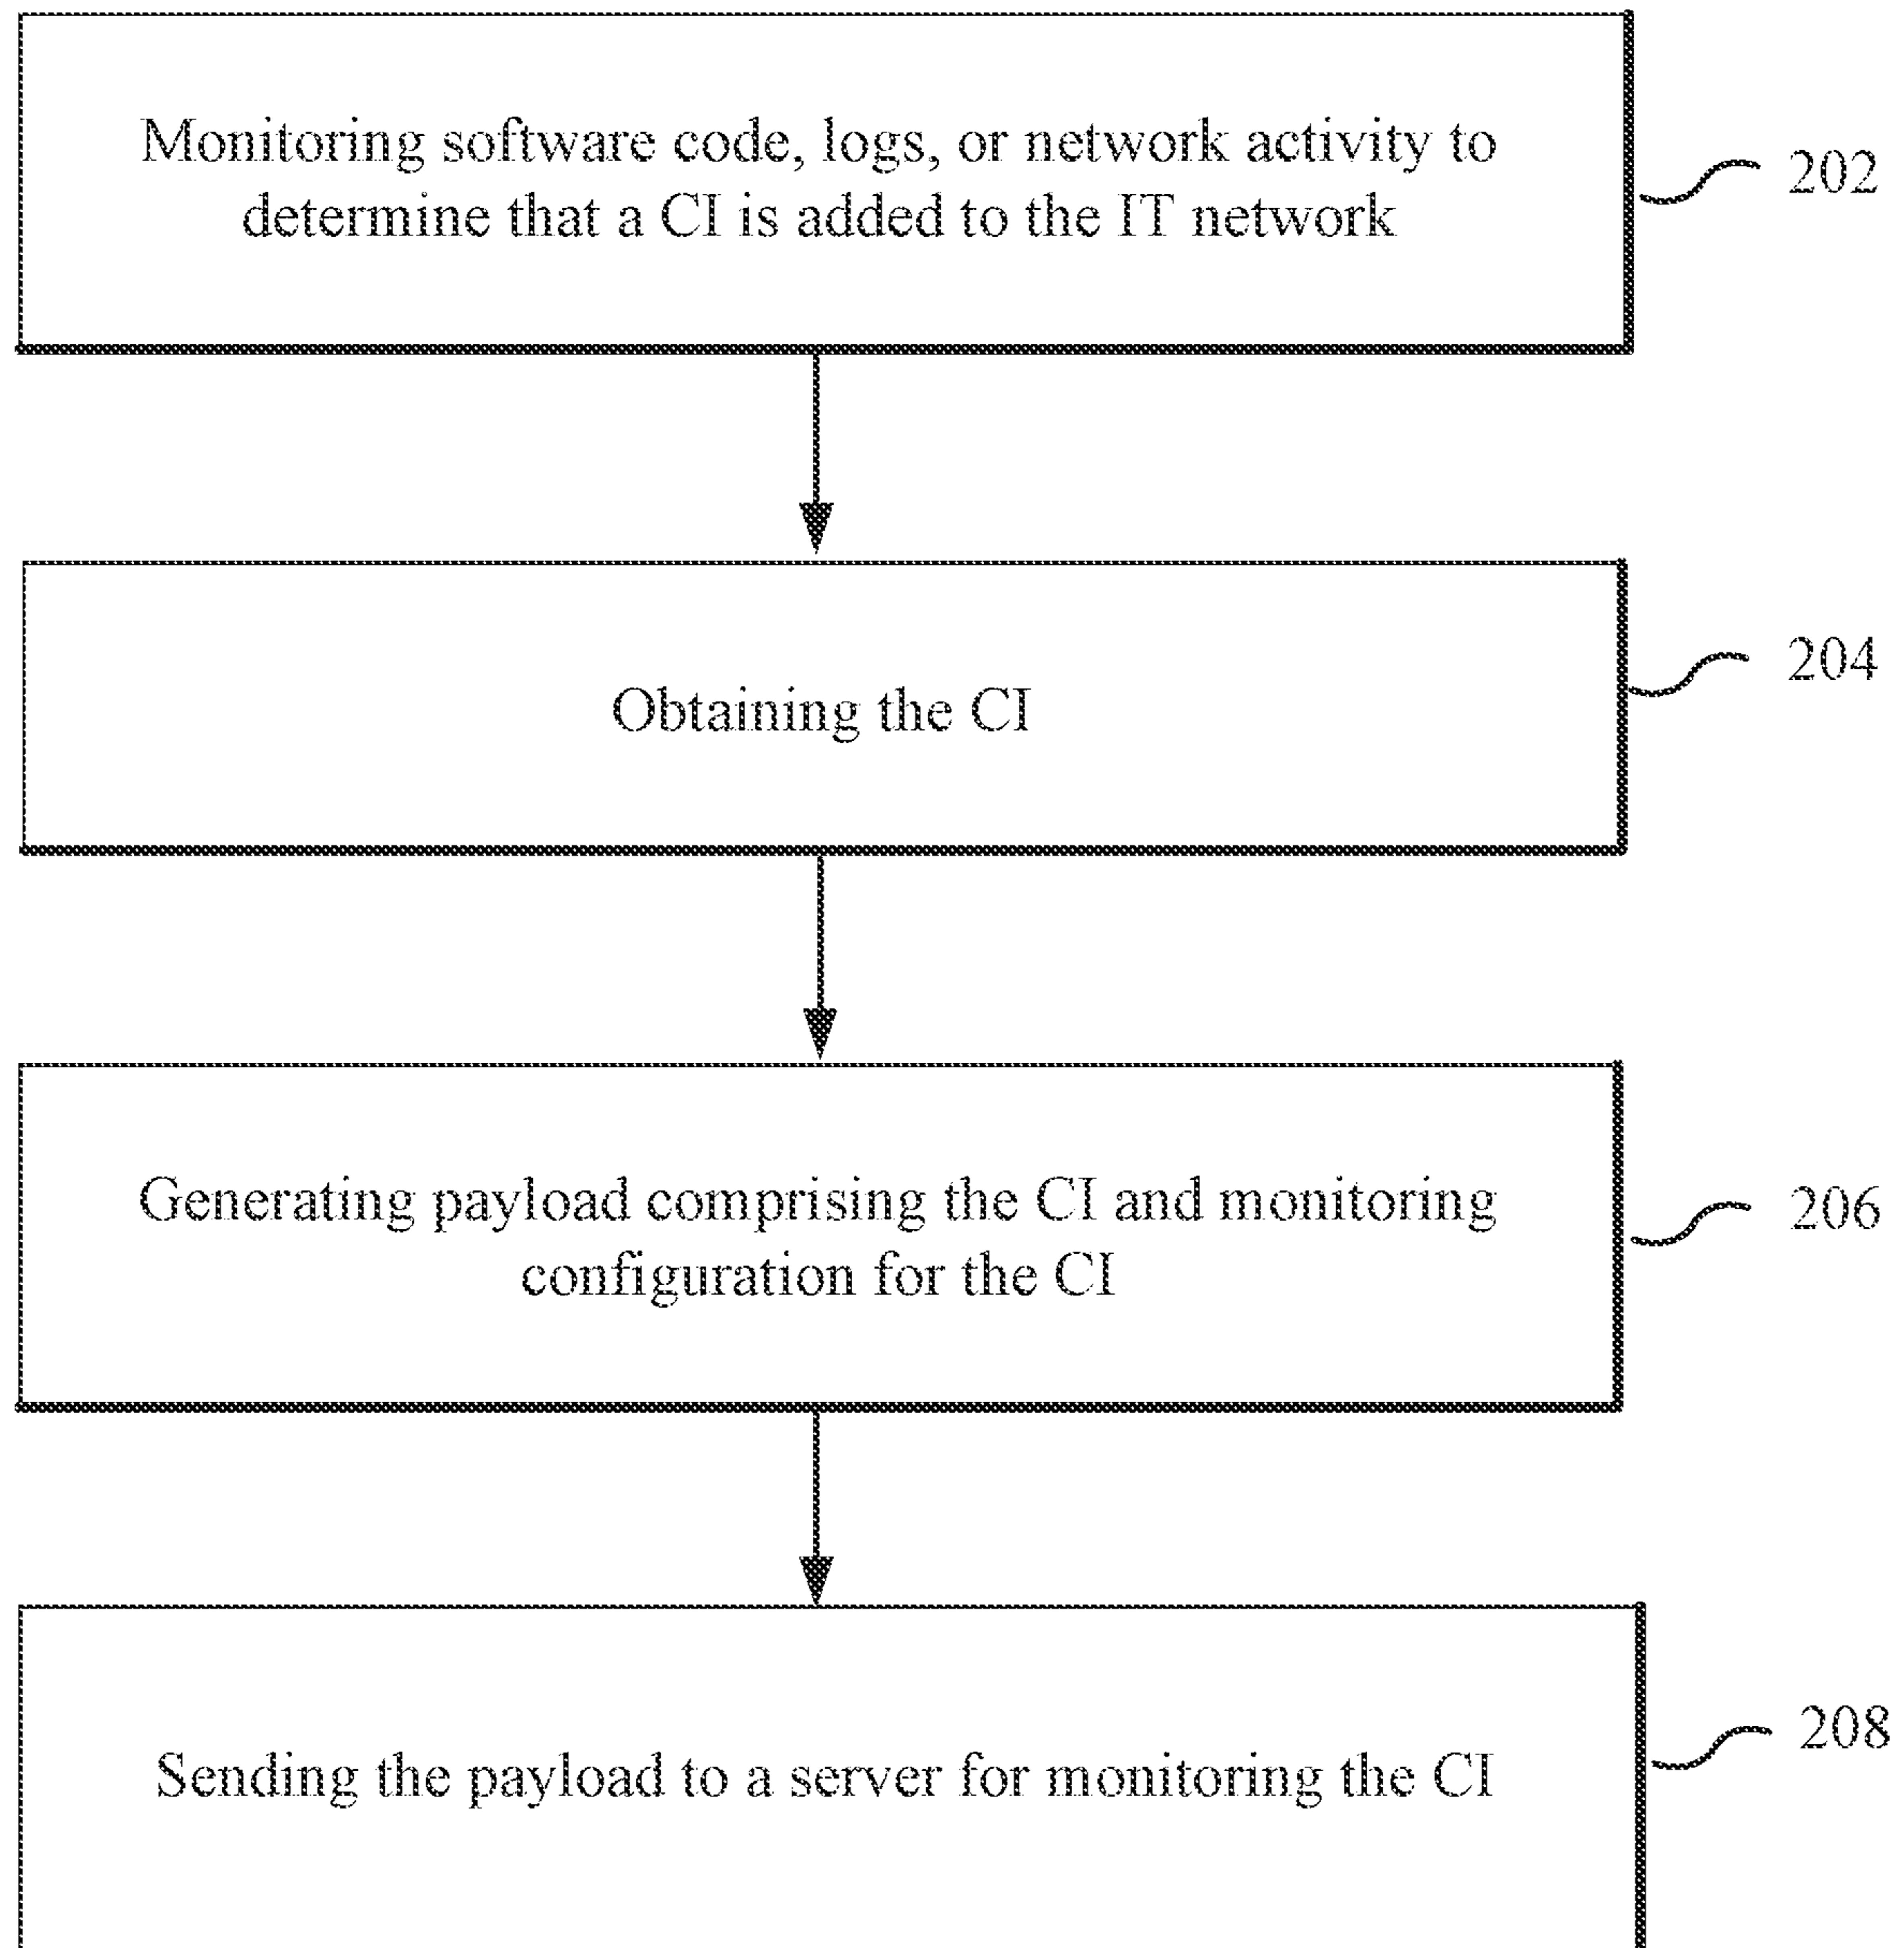 Monitoring software code, logs, or network activity to
determine that a CI is added to the IT network
202
Obtaining the CI
204
Generating payload comprising the CI and monitoring
configuration for the CI
206
Sending the payload to a server for monitoring the CI
208